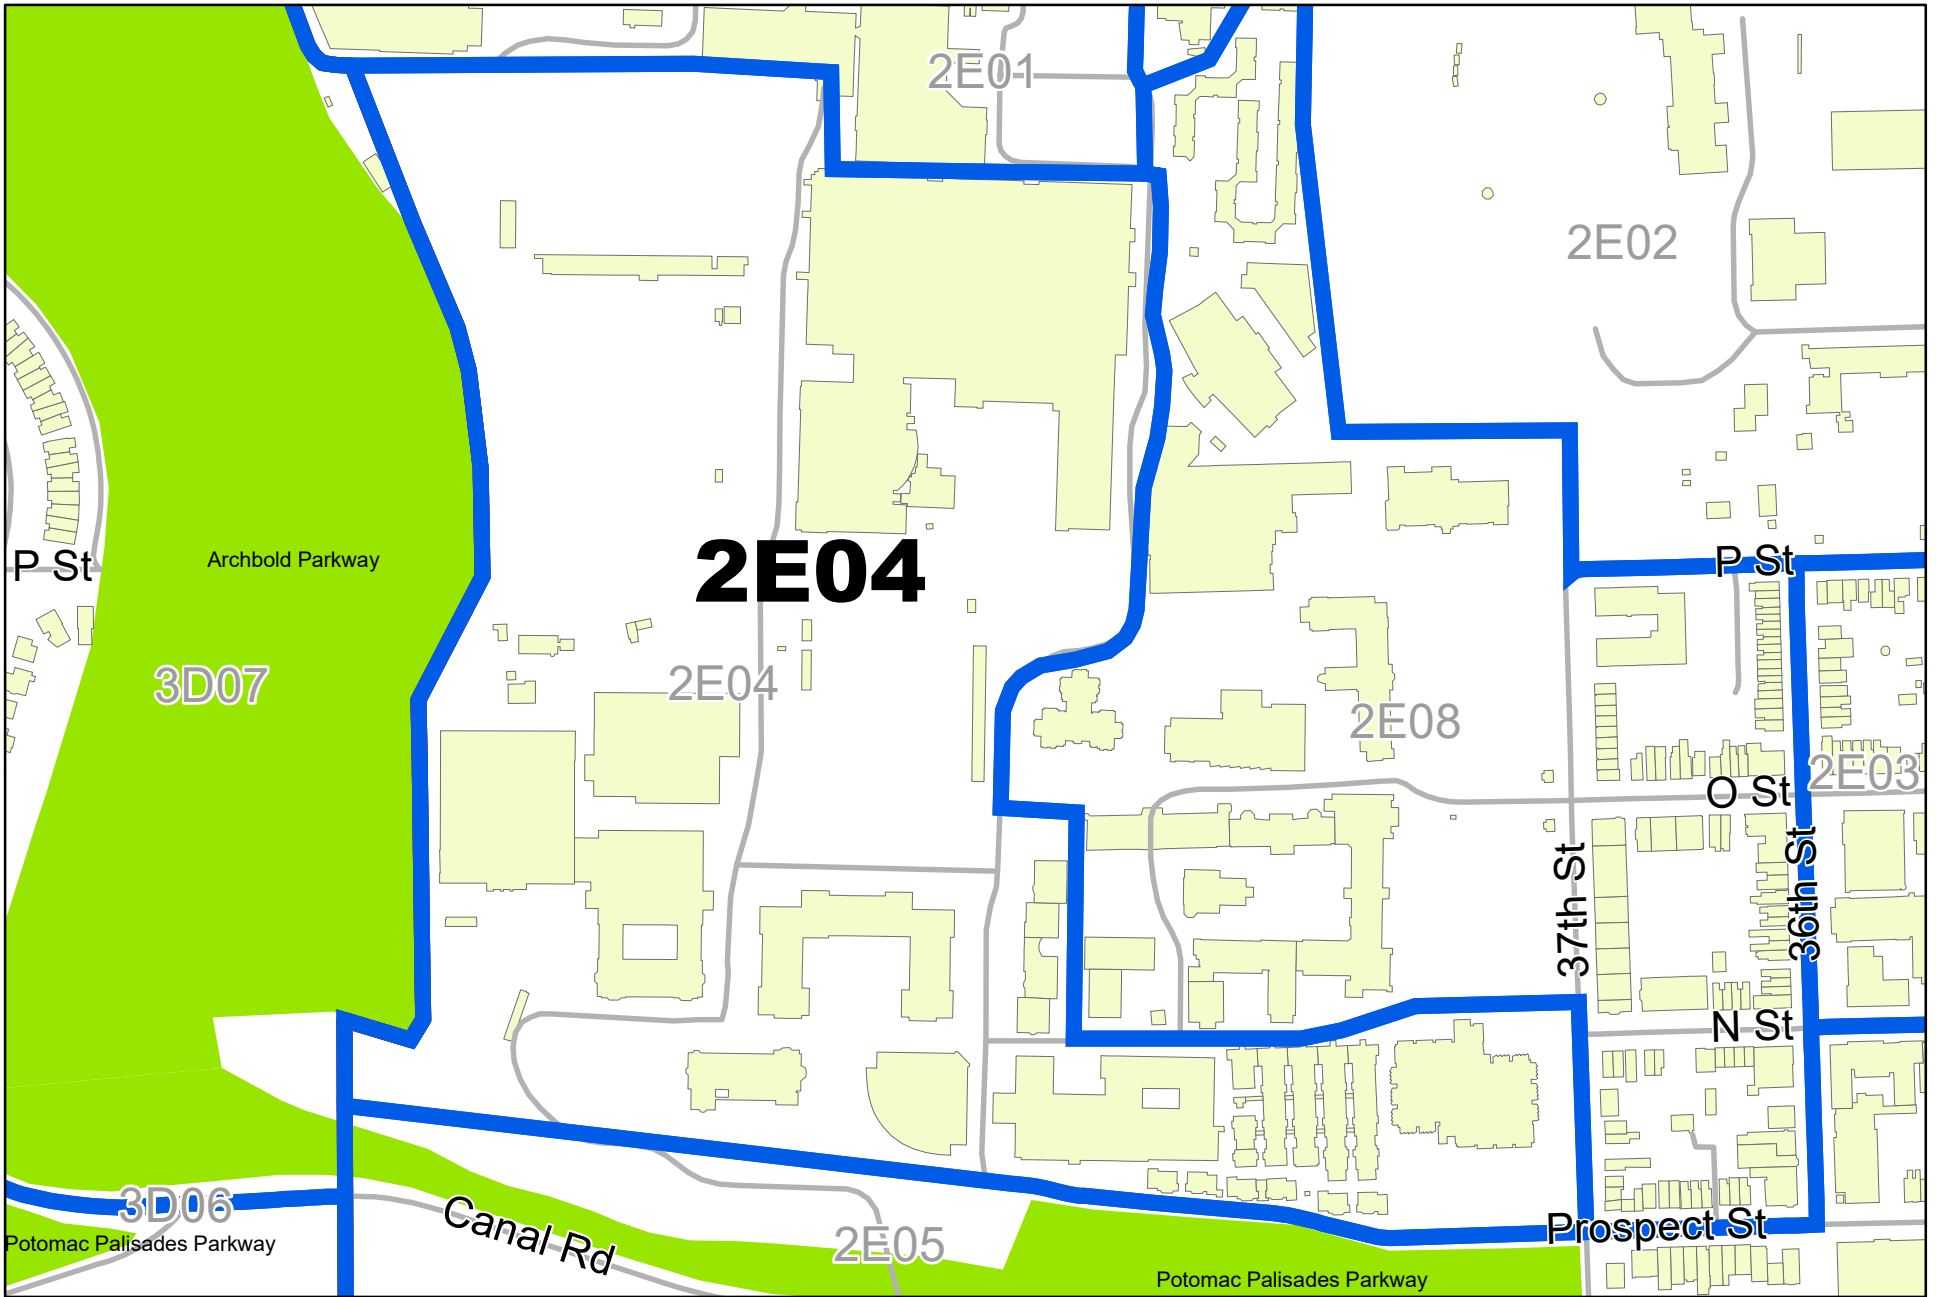 2E01
2E02
P St
Archbold Parkway
2E04
P St
3D07
2E04
2E08
O St
2E03
37th St
36th St
N St
3D06
Canal Rd
2E05
Prospect St
Potomac Palisades Parkway
Potomac Palisades Parkway